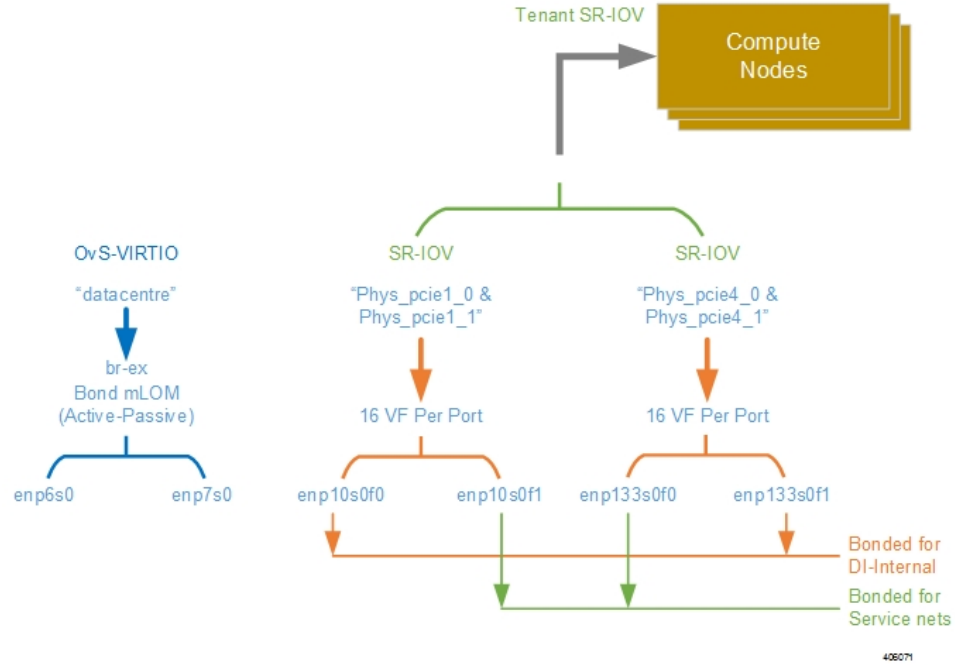 Tenant SR-IOV
Compute
Nodes
OvS-VIRTIO
SR-IOV
SR-IOV
“datacentre”
“Phys_pcie1_0 &
Phys_pcie1_1”
“Phys_pcie4_0 &
Phys_pcie4_1”
br-ex
Bond mLOM
(Active-Passive)
16 VF Per Port
16 VF Per Port
enp6s0
enp7s0
enp10s0f0
enp10s0f1
enp133s0f0
enp133s0f1
Bonded for
DI-Internal
Bonded for
Service nets
406071